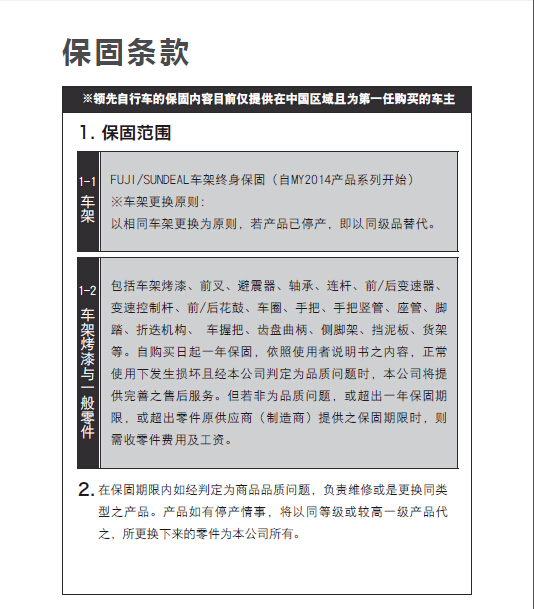 保固条款
※领先自行车的保固内容目前仅提供在中国区域且为第一任购买的车主
1. 保固范围
1-1
车架
FUJI/SUNDEAL车架终身保固（自MY2014产品系列开始）
※车架更换原则：
以相同车架更换为原则，若产品已停产，即以同级品替代。
1-2
车架烤漆与一般零件
包括车架烤漆、前叉、避震器、轴承、连杆、前/后变速器、
变速控制杆、前/后花鼓、车圈、手把、手把竖管、座管、脚
踏、折迭机构、 车握把、齿盘曲柄、侧脚架、挡泥板、货架
等。自购买日起一年保固，依照使用者说明书之内容，正常
使用下发生损坏且经本公司判定为品质问题时，本公司将提
供完善之售后服务。但若非为品质问题，或超出一年保固期
限，或超出零件原供应商（制造商）提供之保固期限时，则
需收零件费用及工资。
2. 在保固期限内如经判定为商品品质问题，负责维修或是更换同类
型之产品。产品如有停产情事，将以同等级或较高一级产品代
之，所更换下来的零件为本公司所有。